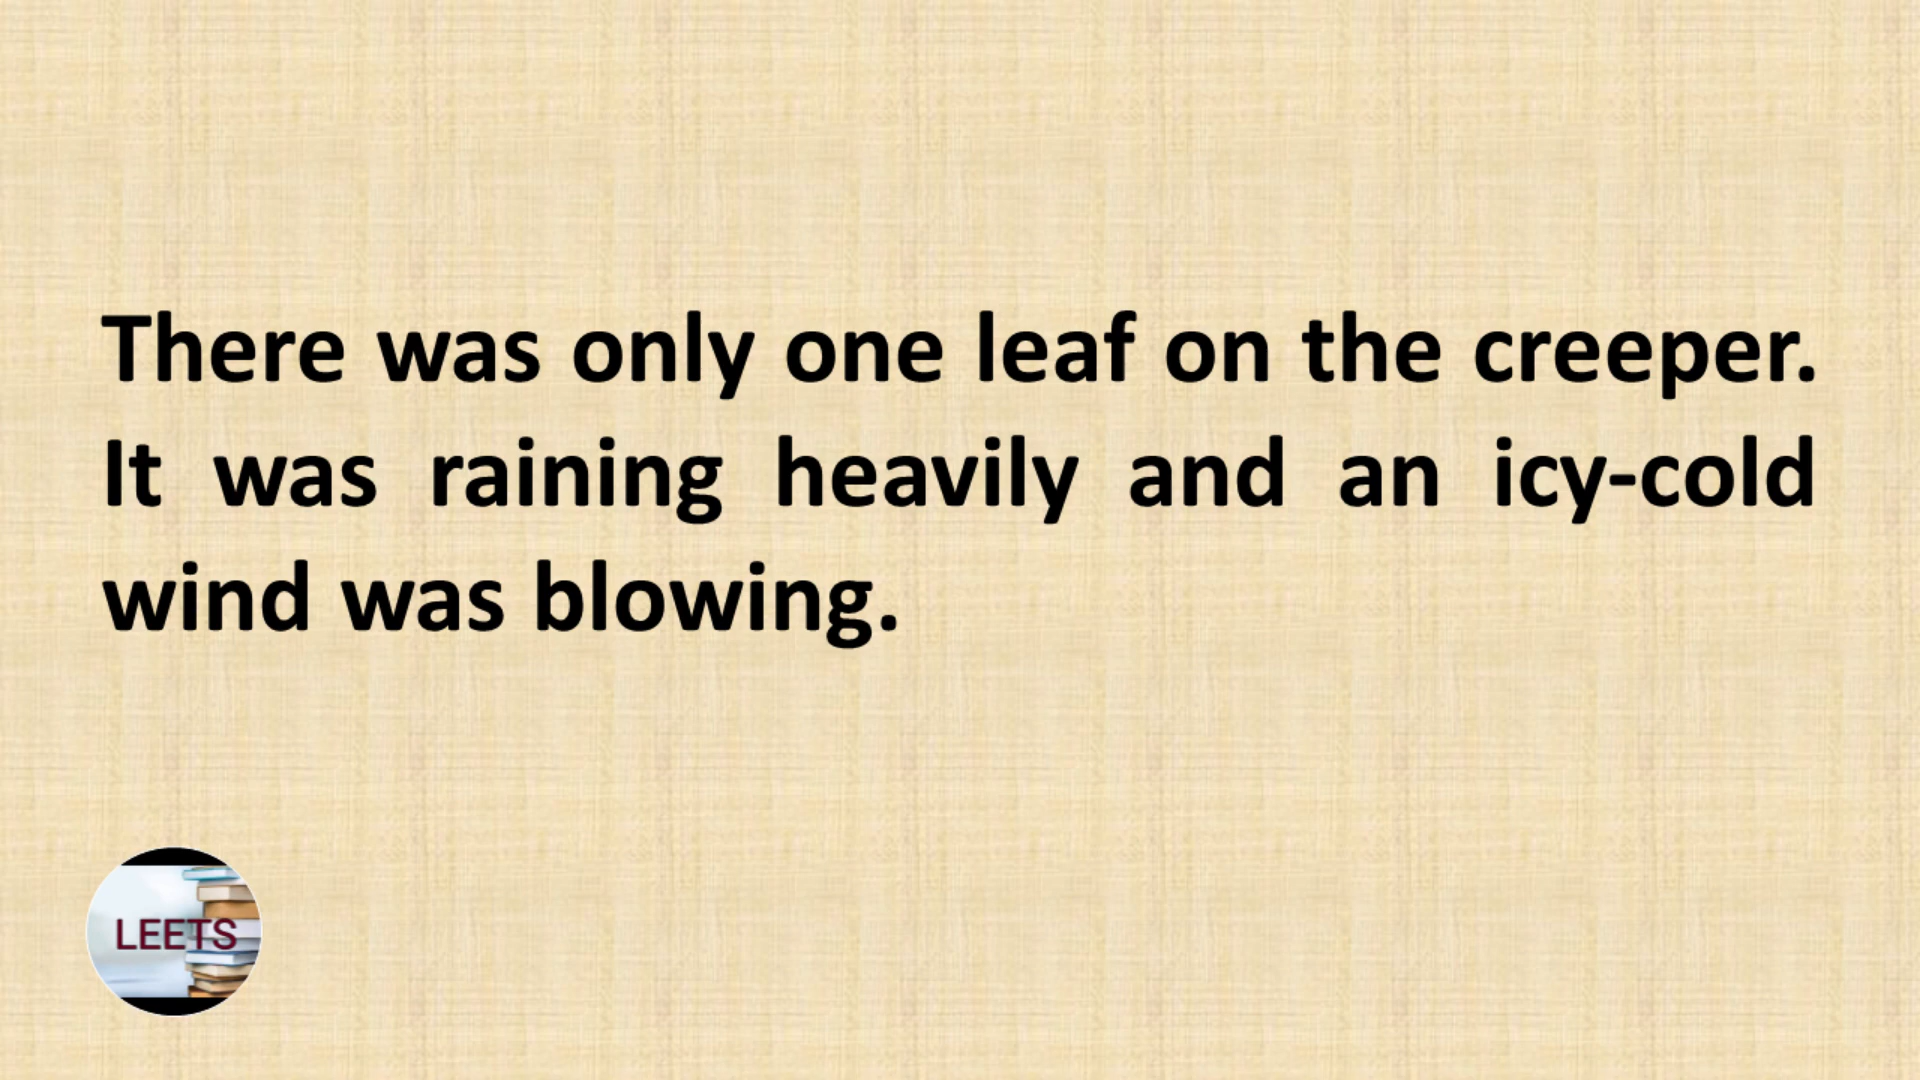 There was only one leaf on the creeper.
It was raining heavily and an icy-cold
wind was blowing.
LEETS